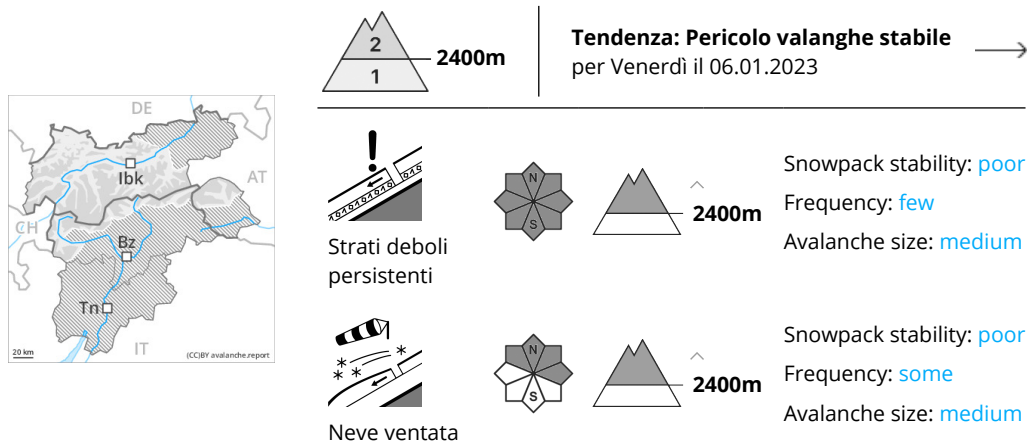 2
1
2400m
Tendenza: Pericolo valanghe stabile
per Venerdì il 06.01.2023
DE
Ibk
AT
CH
Bz
Tn
IT
20 km
(CC)BY avalanche.report
N
S
2400m
Strati deboli
persistenti
Snowpack stability: poor
Frequency: few
Avalanche size: medium
N
S
2400m
Neve ventata
Snowpack stability: poor
Frequency: some
Avalanche size: medium